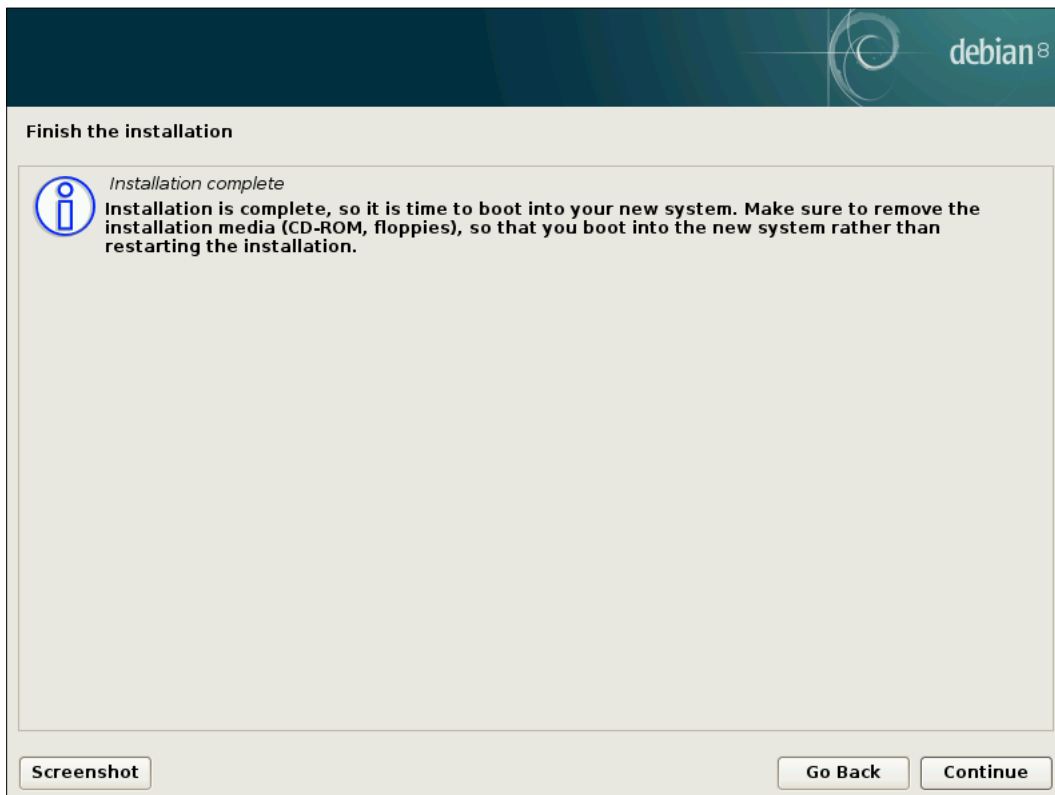 debian 8
Finish the installation
Installation complete
Installation is complete, so it is time to boot into your new system. Make sure to remove the
installation media (CD-ROM, floppies), so that you boot into the new system rather than
restarting the installation.
Screenshot
Go Back
Continue